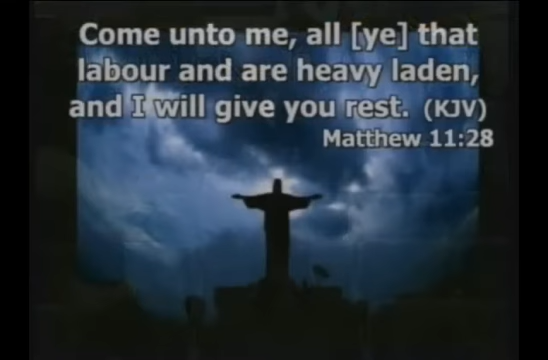 Come unto me, all [ye] that
labour and are heavy laden,
and I will give you rest. (KJV)
Matthew 11:28